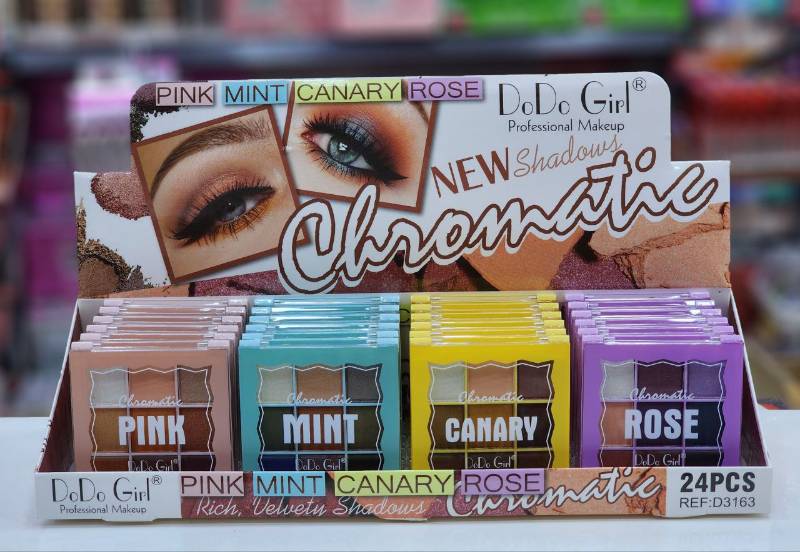 PINK MINT CANARY ROSE
DoDo Girl®
Professional Makeup
NEW Shadows
Chromatic
Chromatic
PINK
DoDo Girl
Chromatic
MINT
DoDo Girl
Chromatic
CANARY
DoDo Girl
Chromatic
ROSE
DoDo Girl
DoDo Girl®
Professional Makeup
PINK MINT CANARY ROSE
Rich, Velvety Shadows
Chromatic
24PCS
REF:D3163